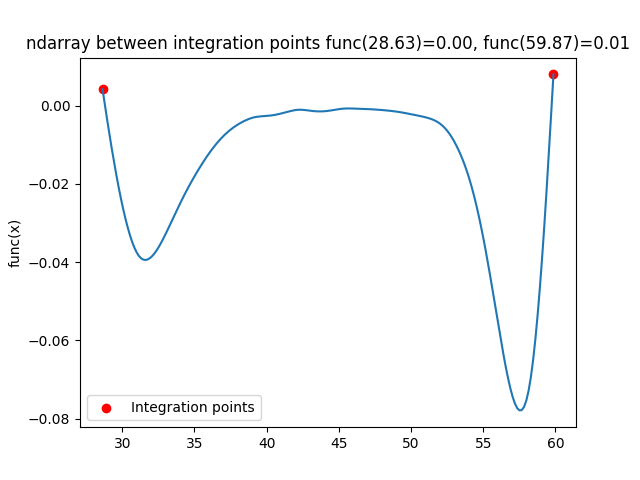 ndarray between integration points func(28.63)=0.00, func(59.87)=0.01
0.00
−0.02
−0.04
−0.06
−0.08
func(x)
Integration points
30 35 40 45 50 55 60